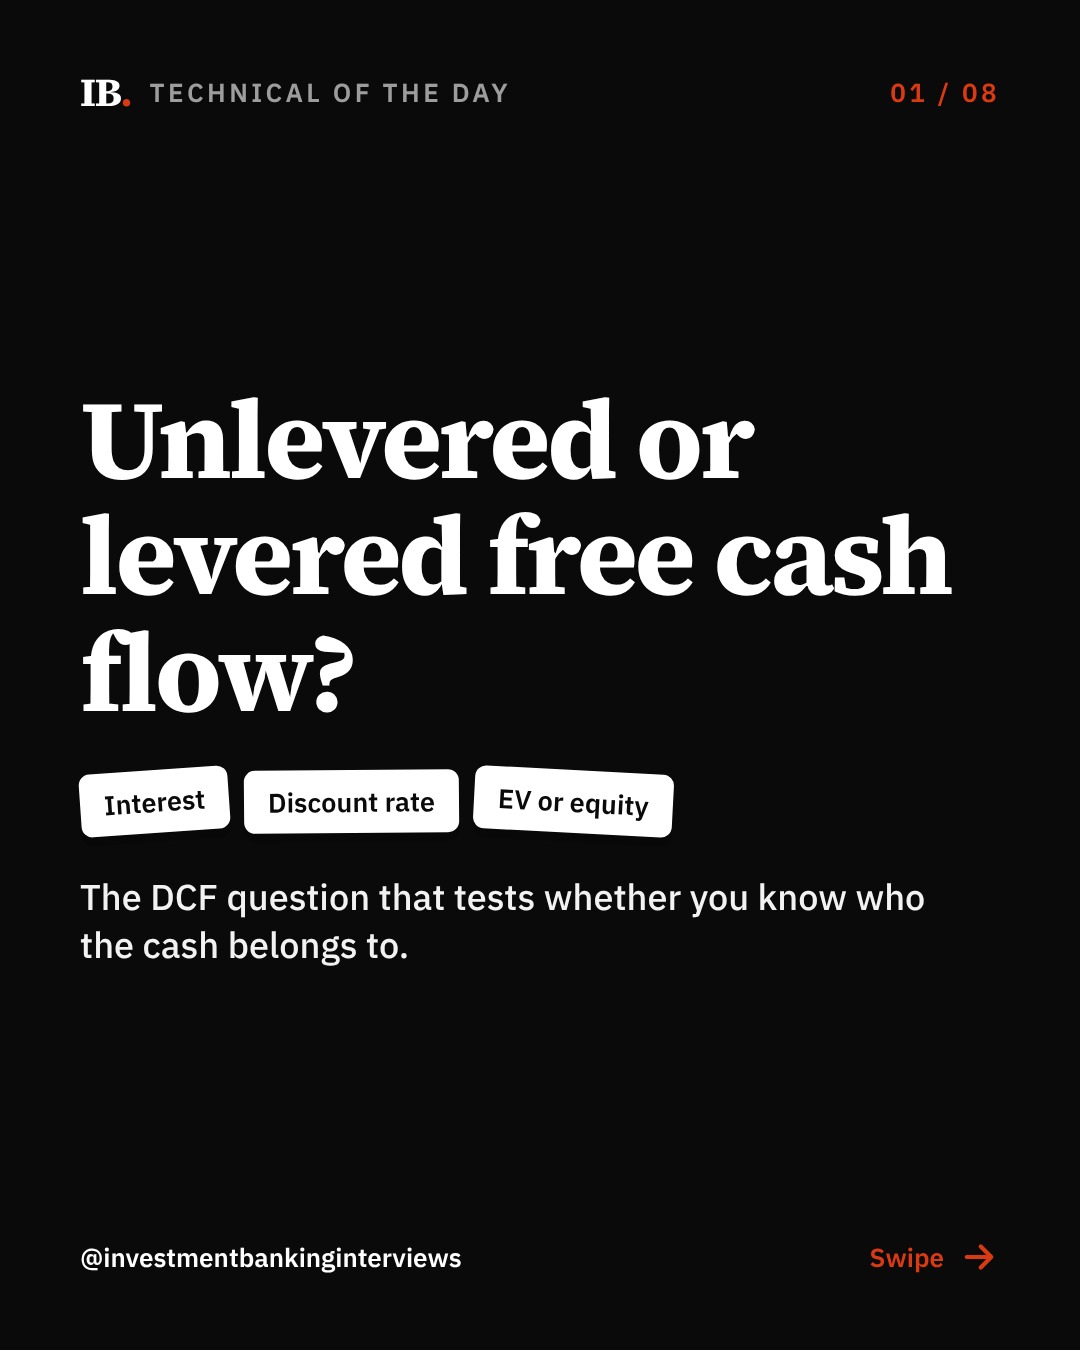 IB. TECHNICAL OF THE DAY
01 / 08
Unlevered or
levered free cash
flow?
Interest
Discount rate
EV or equity
The DCF question that tests whether you know who
the cash belongs to.
@investmentbankinginterviews
Swipe →